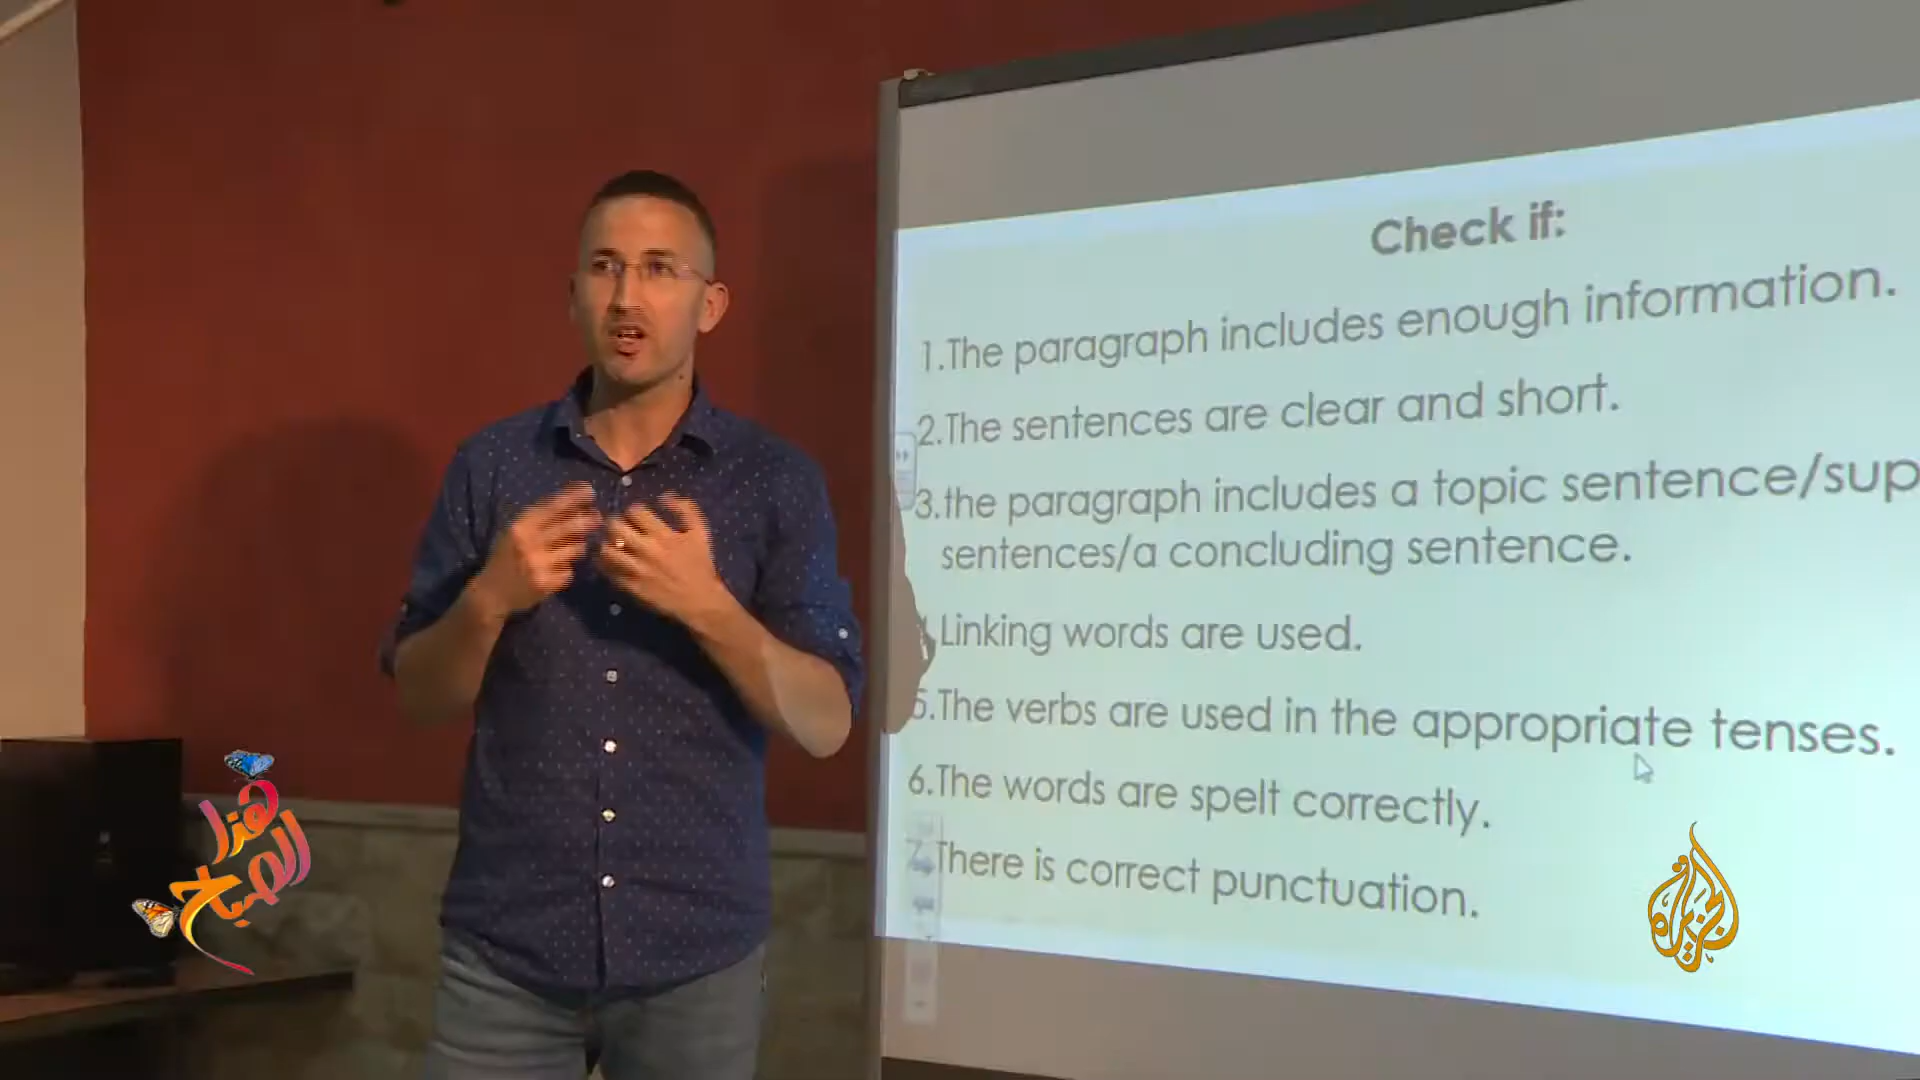 Check if:
1.The paragraph includes enough information.
2.The sentences are clear and short.
3.the paragraph includes a topic sentence/sup
sentences/a concluding sentence.
Linking words are used.
5.The verbs are used in the appropriate tenses.
6.The words are spelt correctly.
7.There is correct punctuation.
هذا
الصباح
الجزيرة